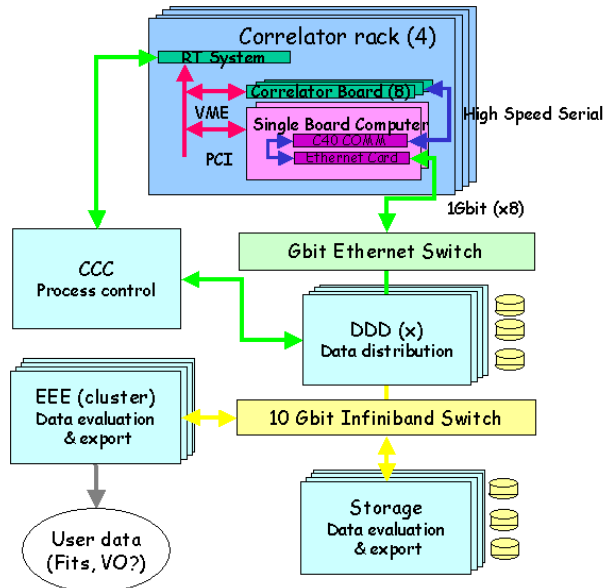 Correlator rack (4)
RT System
Correlator Board (8)
VME
High Speed Serial
Single Board Computer
C40 COMM
PCI
Ethernet Card
1Gbit (x8)
Gbit Ethernet Switch
CCC
Process control
DDD (x)
Data distribution
EEE (cluster)
Data evaluation
& export
10 Gbit Infiniband Switch
Storage
Data evaluation
& export
User data
(Fits, VO?)